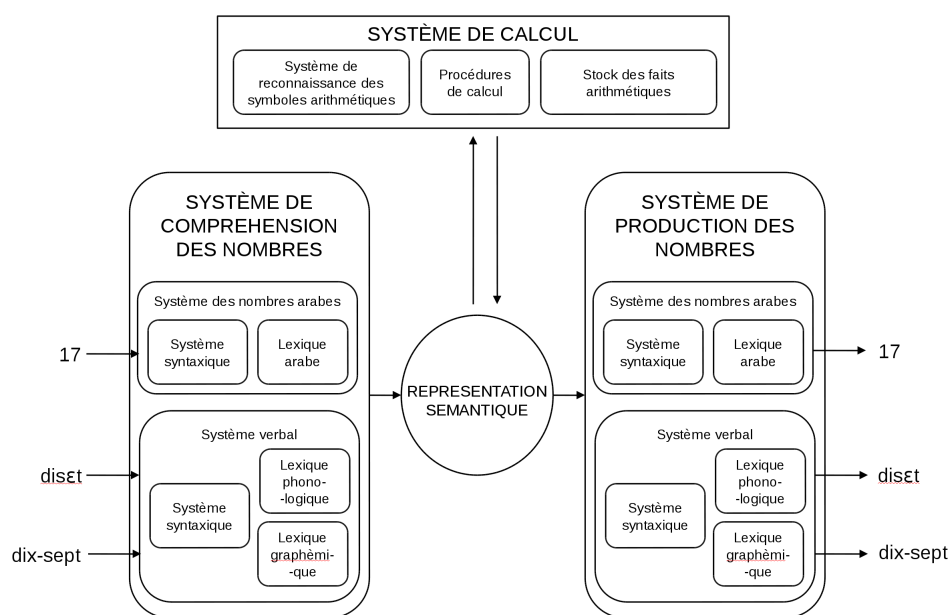 SYSTÈME DE CALCUL
Système de
reconnaissance des
symboles arithmétiques
Procédures
de calcul
Stock des faits
arithmétiques
SYSTÈME DE
COMPREHENSION
DES NOMBRES
Système des nombres arabes
Système
syntaxique
Lexique
arabe
17
Système verbal
Lexique
phono-
-logique
Système
syntaxique
Lexique
graphèmi-
-que
disɛt
dix-sept
REPRESENTATION
SEMANTIQUE
SYSTÈME DE
PRODUCTION DES
NOMBRES
Système des nombres arabes
Système
syntaxique
Lexique
arabe
17
Système verbal
Lexique
phono-
-logique
Système
syntaxique
Lexique
graphèmi-
-que
disɛt
dix-sept